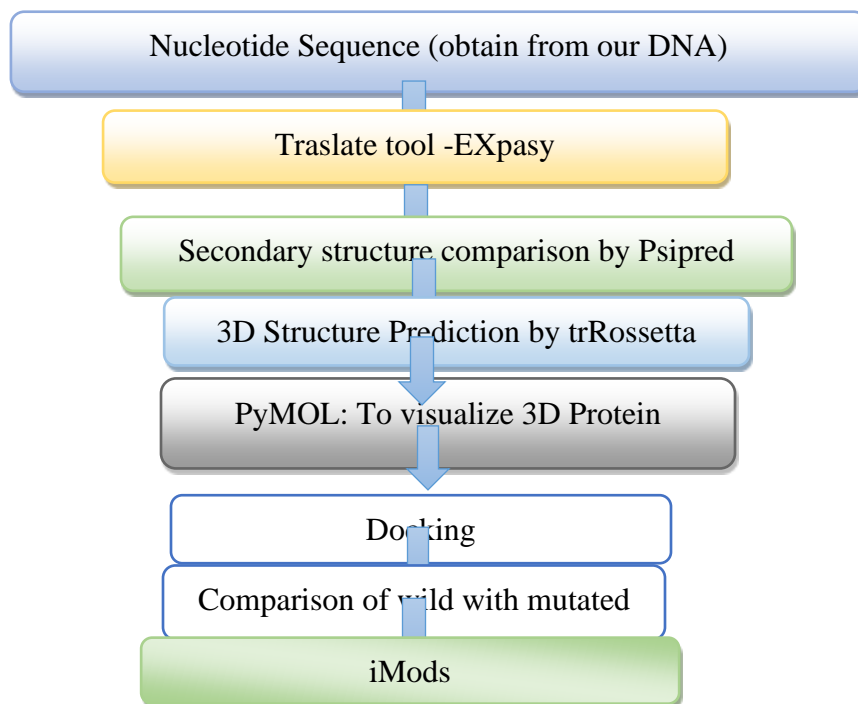 Nucleotide Sequence (obtain from our DNA)
Traslate tool -EXpasy
Secondary structure comparison by Psipred
3D Structure Prediction by trRossetta
PyMOL: To visualize 3D Protein
Docking
Comparison of wild with mutated
iMods